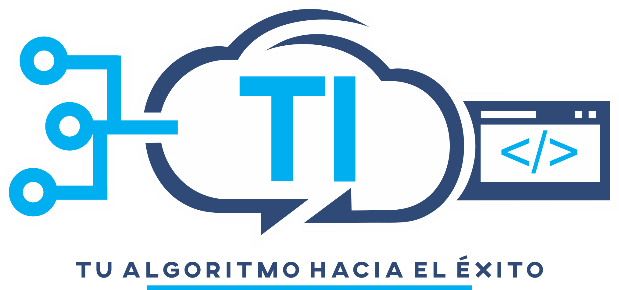 TI
</>
TU ALGORITMO HACIA EL ÉXITO